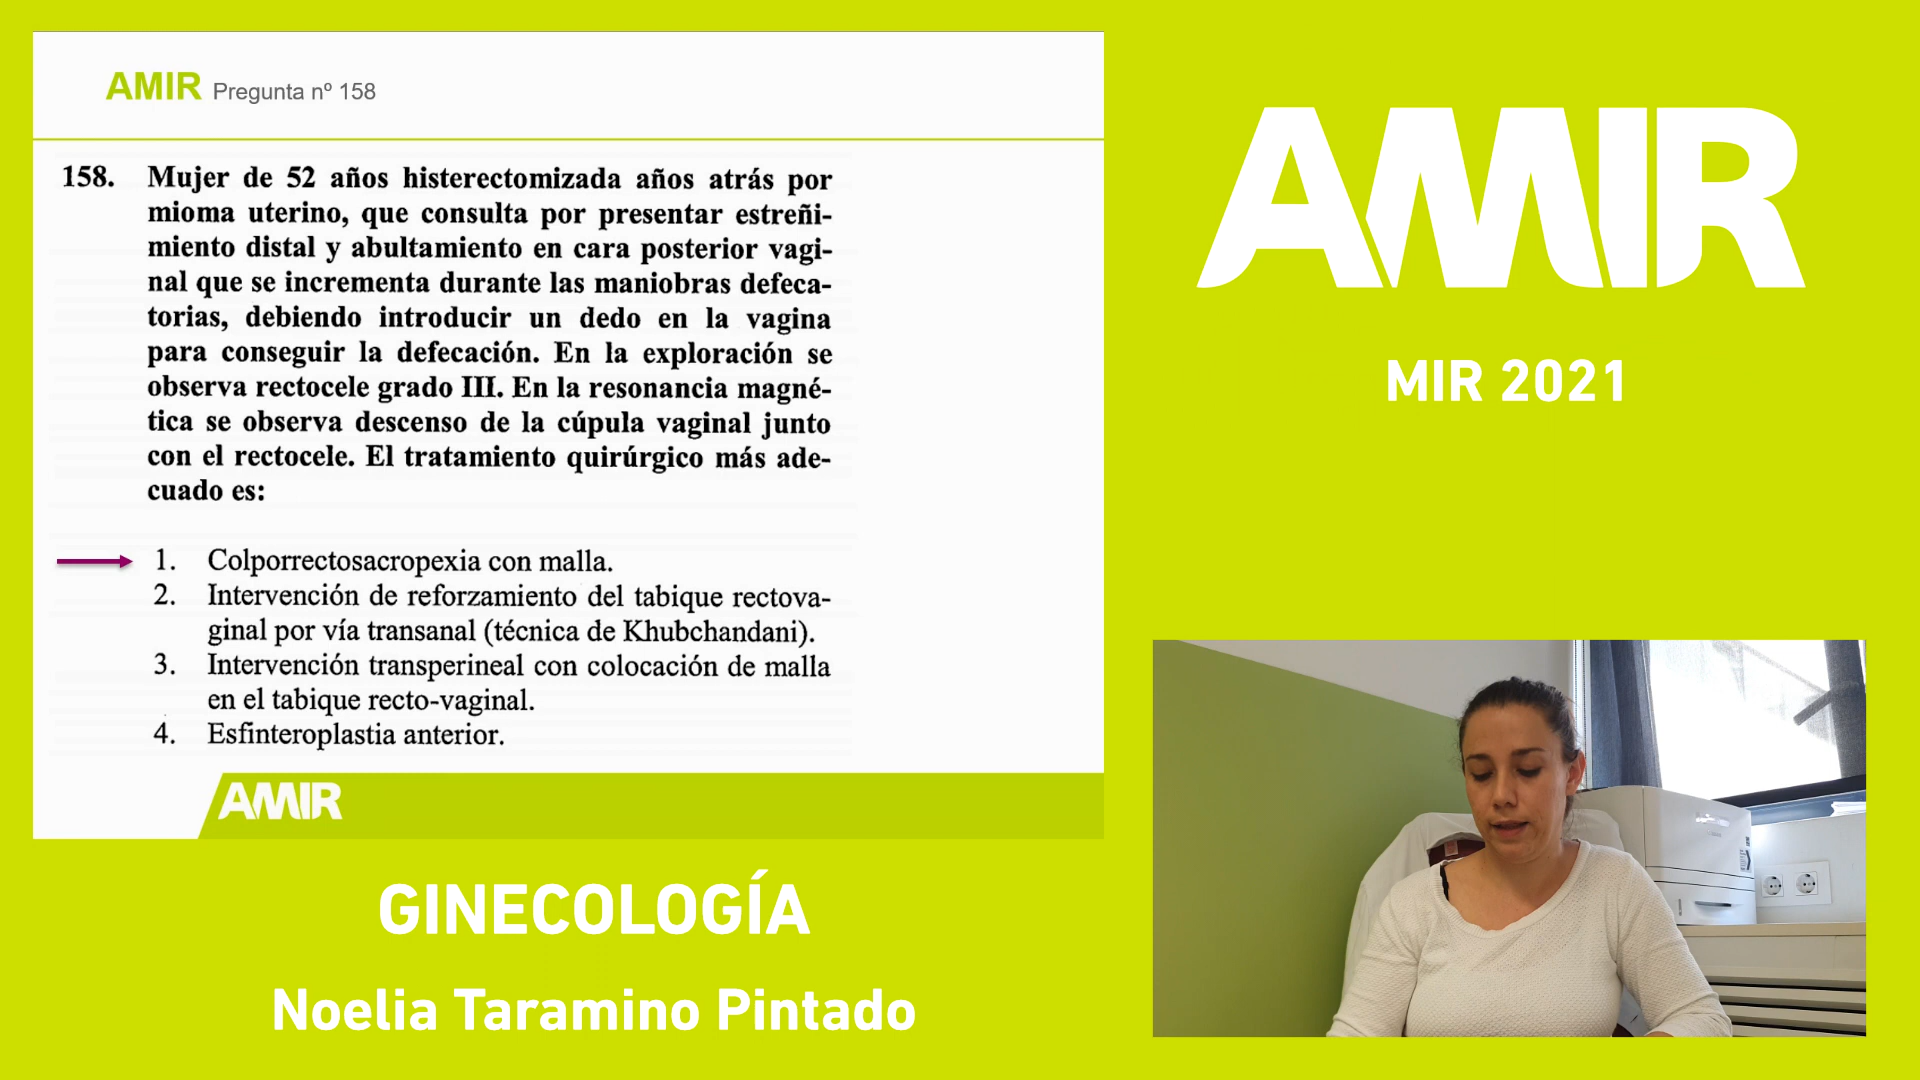 AMIR Pregunta nº 158
158. Mujer de 52 años histerectomizada años atrás por
mioma uterino, que consulta por presentar estreñi-
miento distal y abultamiento en cara posterior vagi-
nal que se incrementa durante las maniobras defeca-
torias, debiendo introducir un dedo en la vagina
para conseguir la defecación. En la exploración se
observa rectocele grado III. En la resonancia magné-
tica se observa descenso de la cúpula vaginal junto
con el rectocele. El tratamiento quirúrgico más ade-
cuado es:
1. Colporrectosacropexia con malla.
2. Intervención de reforzamiento del tabique rectova-
ginal por vía transanal (técnica de Khubchandani).
3. Intervención transperineal con colocación de malla
en el tabique recto-vaginal.
4. Esfinteroplastia anterior.
AMIR
GINECOLOGÍA
Noelia Taramino Pintado
AMIR
MIR 2021